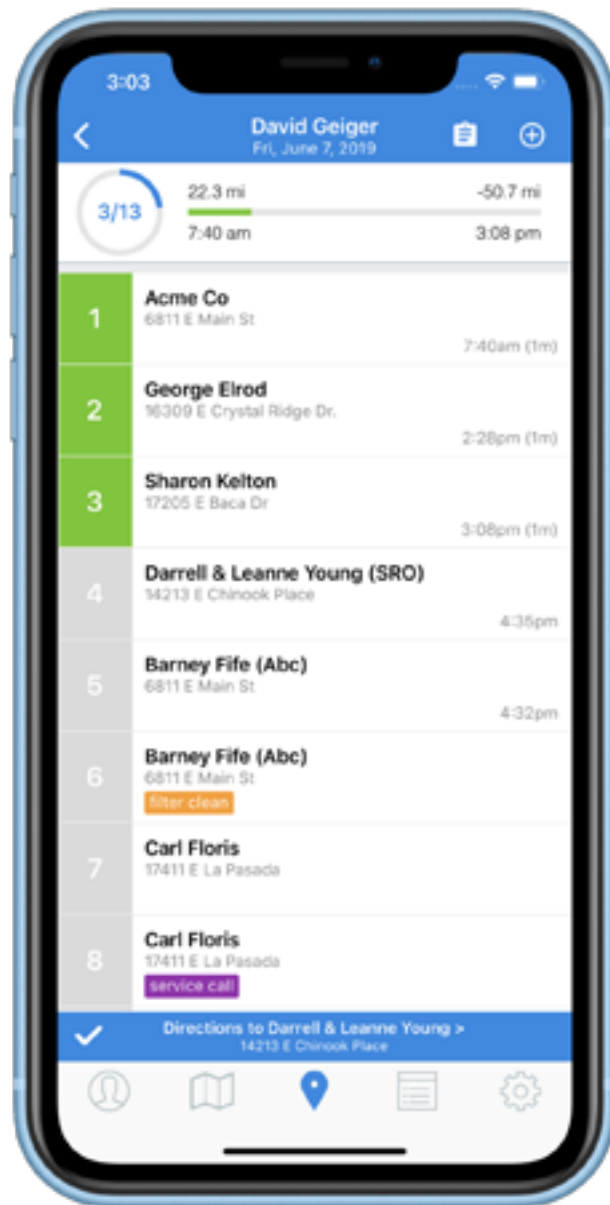 3:03
David Geiger
Fri, June 7, 2019
3/13
22.3 mi
-50.7 mi
7:40 am
3:08 pm
1
Acme Co
6811 E Main St
7:40am (1m)
2
George Elrod
16309 E Crystal Ridge Dr.
2:28pm (1m)
3
Sharon Kelton
17205 E Baca Dr
3:08pm (1m)
4
Darrell & Leanne Young (SRO)
14213 E Chinook Place
4:35pm
5
Barney Fife (Abc)
6811 E Main St
4:32pm
6
Barney Fife (Abc)
6811 E Main St
filter clean
7
Carl Floris
17411 E La Pasada
8
Carl Floris
17411 E La Pasada
service call
Directions to Darrell & Leanne Young >
14213 E Chinook Place